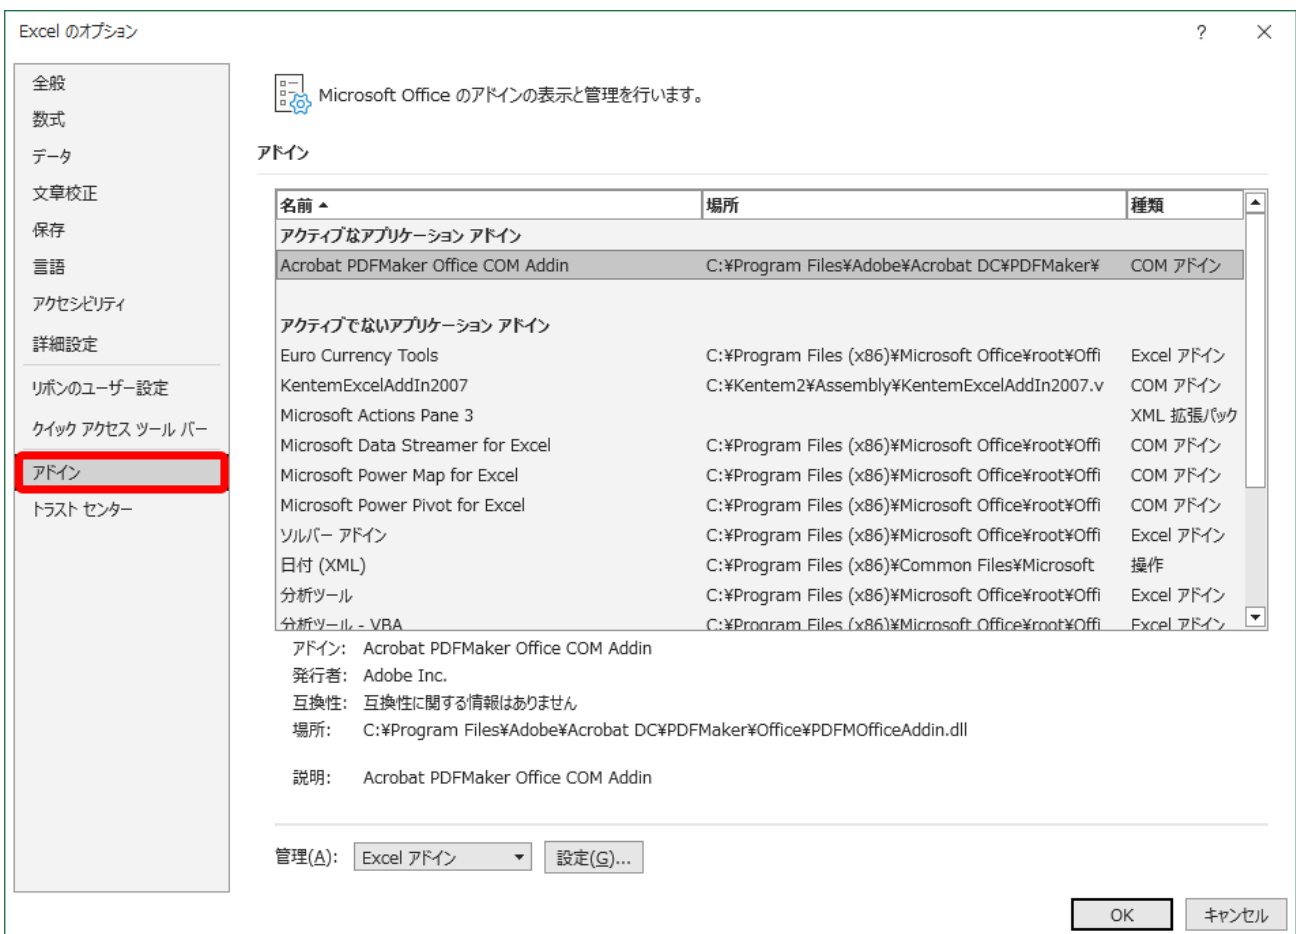 Excel のオプション
?
全般
数式
データ
文章校正
保存
言語
アクセシビリティ
詳細設定
リボンのユーザー設定
クイック アクセス ツール バー
アドイン
トラスト センター
Microsoft Office のアドインの表示と管理を行います。
アドイン
名前 場所 種類
アクティブなアプリケーション アドイン
Acrobat PDFMaker Office COM Addin C:¥Program Files¥Adobe¥Acrobat DC¥PDFMaker¥ COM アドイン
アクティブでないアプリケーション アドイン
Euro Currency Tools C:¥Program Files (x86)¥Microsoft Office¥root¥Offi Excel アドイン
KentemExcelAddIn2007 C:¥Kentem2¥Assembly¥KentemExcelAddIn2007.v COM アドイン
Microsoft Actions Pane 3 XML 拡張パック
Microsoft Data Streamer for Excel C:¥Program Files (x86)¥Microsoft Office¥root¥Offi COM アドイン
Microsoft Power Map for Excel C:¥Program Files (x86)¥Microsoft Office¥root¥Offi COM アドイン
Microsoft Power Pivot for Excel C:¥Program Files (x86)¥Microsoft Office¥root¥Offi COM アドイン
ソルバー アドイン C:¥Program Files (x86)¥Microsoft Office¥root¥Offi Excel アドイン
日付 (XML) C:¥Program Files (x86)¥Common Files¥Microsoft 操作
分析ツール C:¥Program Files (x86)¥Microsoft Office¥root¥Offi Excel アドイン
分析ツール - VBA C:¥Program Files (x86)¥Microsoft Office¥root¥Offi Excel アドイン
アドイン: Acrobat PDFMaker Office COM Addin
発行者: Adobe Inc.
互換性: 互換性に関する情報はありません
場所: C:¥Program Files¥Adobe¥Acrobat DC¥PDFMaker¥Office¥PDFMOfficeAddin.dll
説明: Acrobat PDFMaker Office COM Addin
管理(A): Excel アドイン 設定(G)...
OK キャンセル